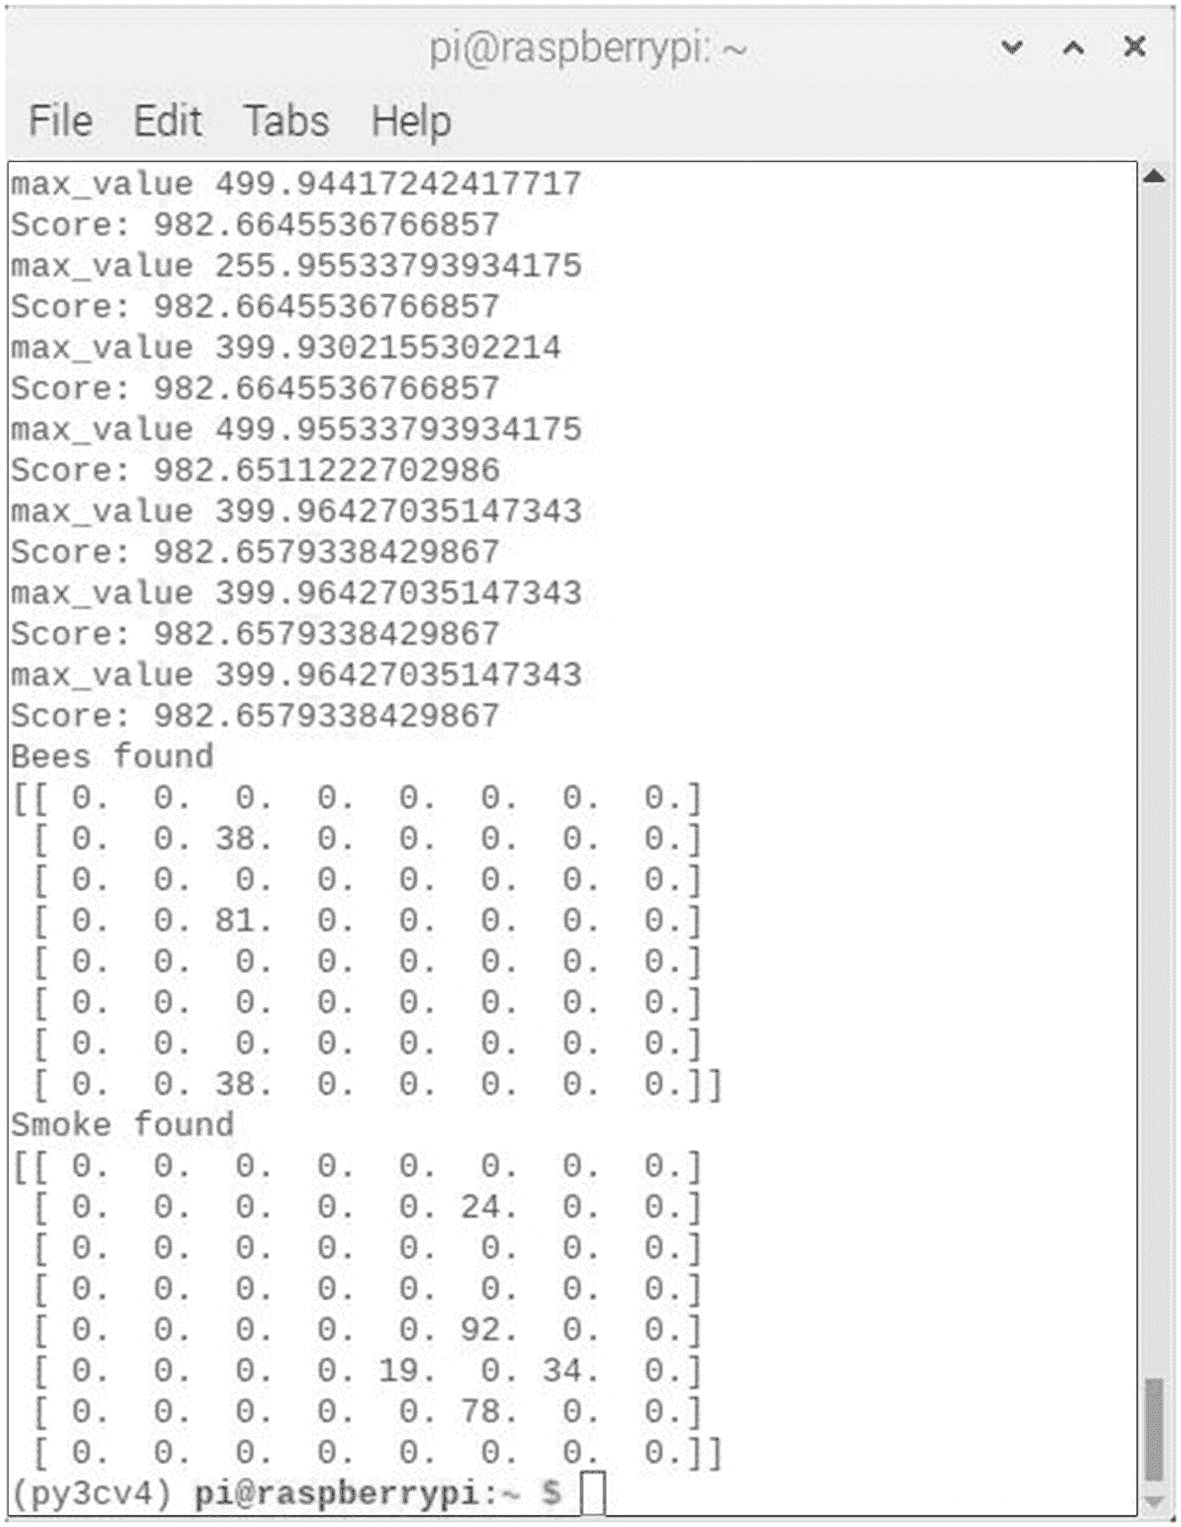 pi@raspberrypi: ~
File Edit Tabs Help
max_value 499.94417242417717
Score: 982.6645536766857
max_value 255.95533793934175
Score: 982.6645536766857
max_value 399.9302155302214
Score: 982.6645536766857
max_value 499.95533793934175
Score: 982.6511222702986
max_value 399.96427035147343
Score: 982.6579338429867
max_value 399.96427035147343
Score: 982.6579338429867
max_value 399.96427035147343
Score: 982.6579338429867
Bees found
[[ 0.  0.  0.  0.  0.  0.  0.  0.]
 [ 0.  0. 38.  0.  0.  0.  0.  0.]
 [ 0.  0.  0.  0.  0.  0.  0.  0.]
 [ 0.  0. 81.  0.  0.  0.  0.  0.]
 [ 0.  0.  0.  0.  0.  0.  0.  0.]
 [ 0.  0.  0.  0.  0.  0.  0.  0.]
 [ 0.  0.  0.  0.  0.  0.  0.  0.]
 [ 0.  0. 38.  0.  0.  0.  0.  0.]]
Smoke found
[[ 0.  0.  0.  0.  0.  0.  0.  0.]
 [ 0.  0.  0.  0.  0. 24.  0.  0.]
 [ 0.  0.  0.  0.  0.  0.  0.  0.]
 [ 0.  0.  0.  0.  0.  0.  0.  0.]
 [ 0.  0.  0.  0.  0. 92.  0.  0.]
 [ 0.  0.  0.  0. 19.  0. 34.  0.]
 [ 0.  0.  0.  0.  0. 78.  0.  0.]
 [ 0.  0.  0.  0.  0.  0.  0.  0.]]
(py3cv4) pi@raspberrypi:~ $